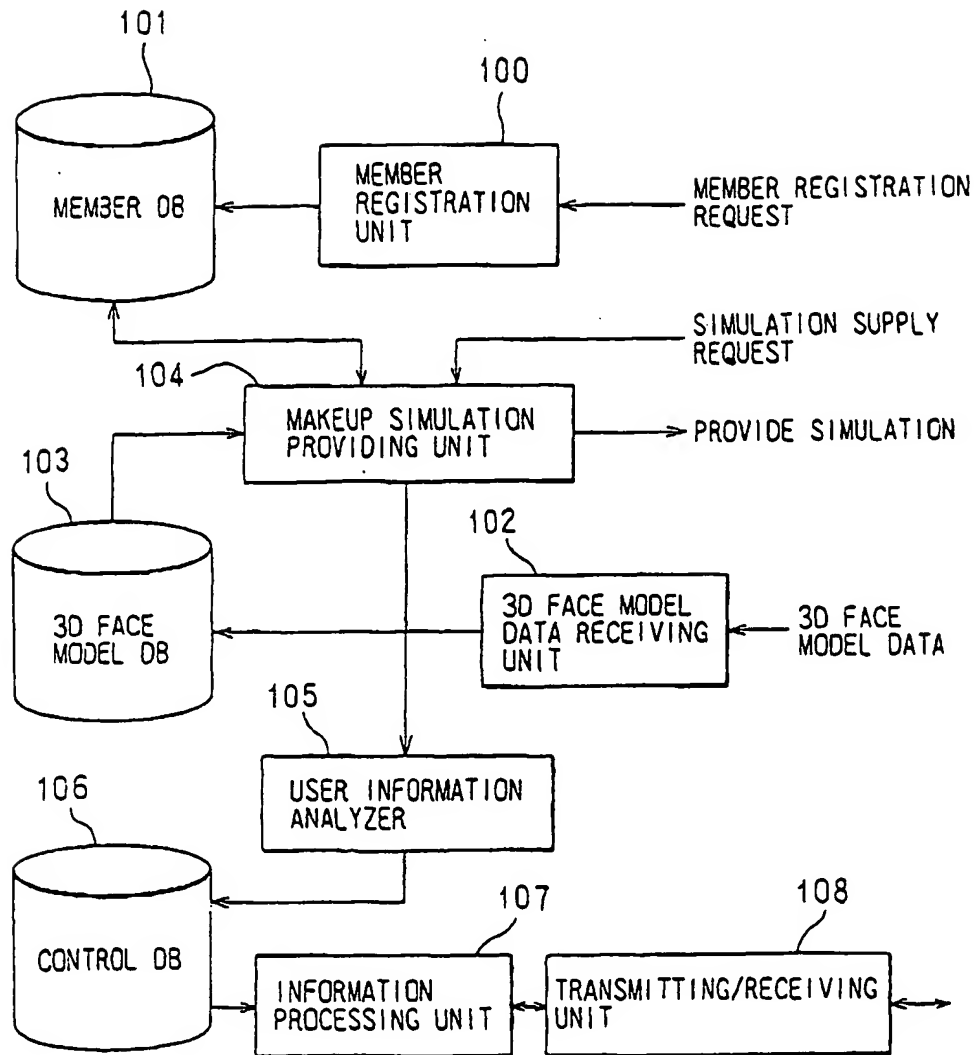 101
100
MEMBER DB
MEMBER
REGISTRATION
UNIT
MEMBER REGISTRATION
REQUEST
SIMULATION SUPPLY
REQUEST
104
MAKEUP SIMULATION
PROVIDING UNIT
PROVIDE SIMULATION
103
102
3D FACE
MODEL DB
3D FACE MODEL
DATA RECEIVING
UNIT
3D FACE
MODEL DATA
105
USER INFORMATION
ANALYZER
106
107
108
CONTROL DB
INFORMATION
PROCESSING UNIT
TRANSMITTING/RECEIVING
UNIT